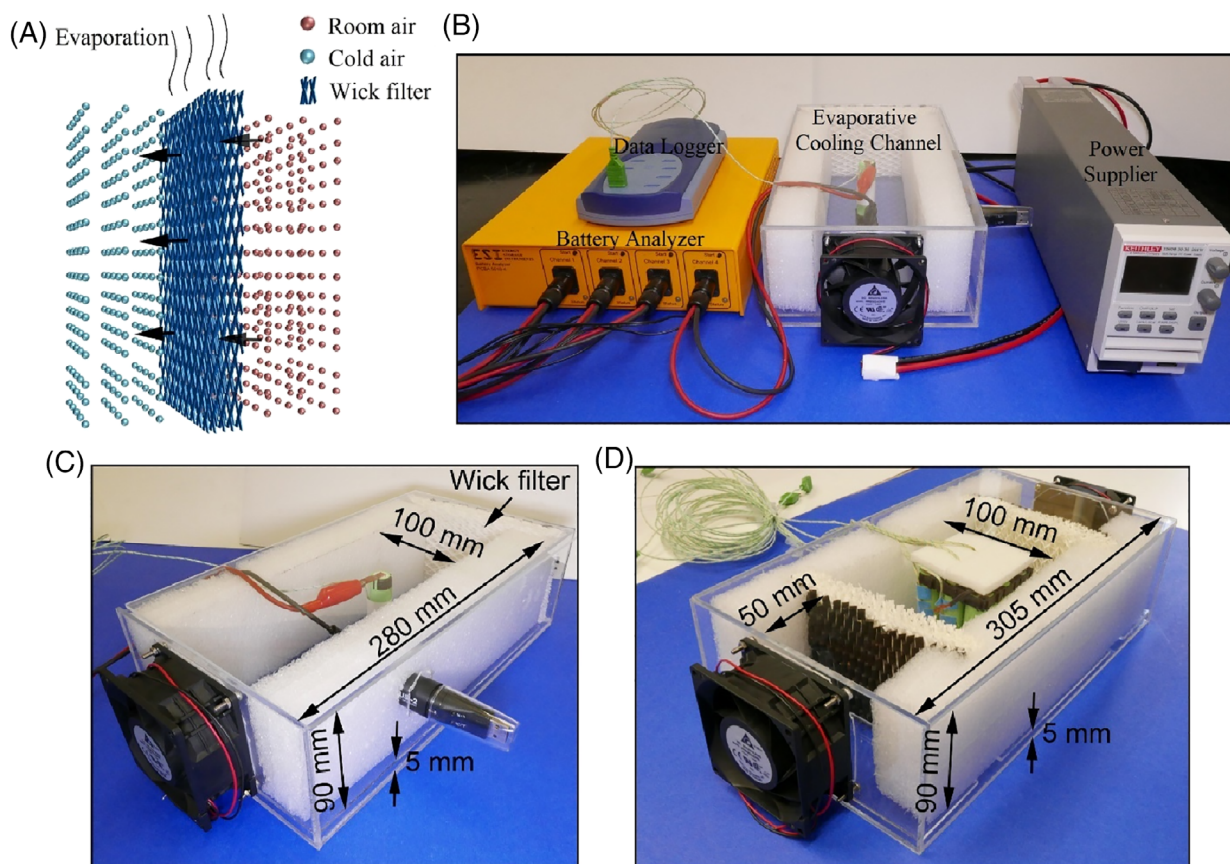 (A)
Evaporation
Room air
Cold air
Wick filter
(B)
Data Logger
Evaporative
Cooling Channel
Power
Supplier
Battery Analyzer
Channel 1
Channel 2
Channel 3
Channel 4
KEITHLEY
(C)
Wick filter
100 mm
280 mm
90 mm
5 mm
(D)
100 mm
50 mm
305 mm
90 mm
5 mm